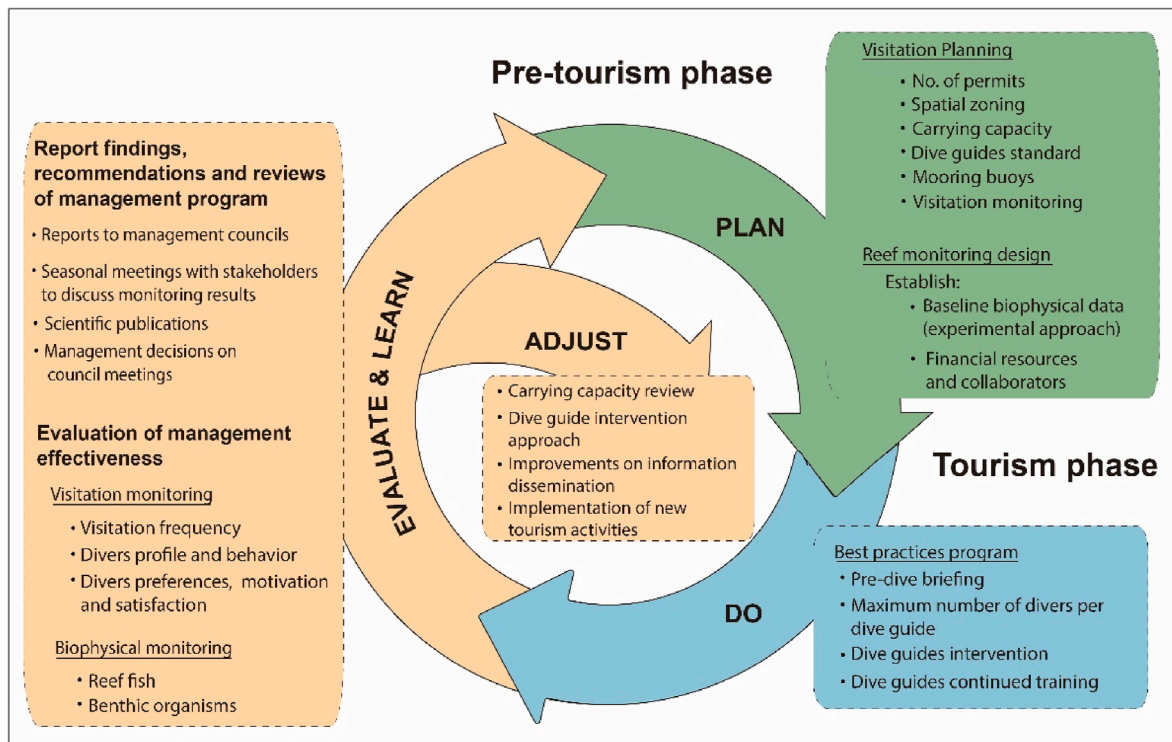 Pre-tourism phase
Visitation Planning
• No. of permits
• Spatial zoning
• Carrying capacity
• Dive guides standard
• Mooring buoys
• Visitation monitoring
Reef monitoring design
Establish:
• Baseline biophysical data
(experimental approach)
• Financial resources
and collaborators
PLAN
Tourism phase
Best practices program
• Pre-dive briefing
• Maximum number of divers per
dive guide
• Dive guides intervention
• Dive guides continued training
DO
EVALUATE & LEARN
Report findings,
recommendations and reviews
of management program
• Reports to management councils
• Seasonal meetings with stakeholders
to discuss monitoring results
• Scientific publications
• Management decisions on
council meetings
Evaluation of management
effectiveness
Visitation monitoring
• Visitation frequency
• Divers profile and behavior
• Divers preferences, motivation
and satisfaction
Biophysical monitoring
• Reef fish
• Benthic organisms
ADJUST
• Carrying capacity review
• Dive guide intervention
approach
• Improvements on information
dissemination
• Implementation of new
tourism activities